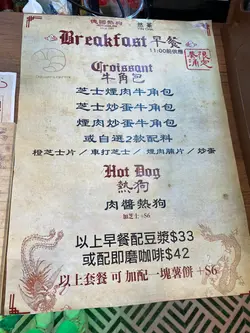 Breakfast 早餐
11:00前供應
Croissant
牛角包
芝士煙肉牛角包
芝士炒蛋牛角包
煙肉炒蛋牛角包
或自選2款配料
橙芝士片／車打芝士／煙肉腸片／炒蛋
Hot Dog
熱狗
肉醬熱狗
加芝士 +$6
以上早餐配豆漿$33
或配即磨咖啡$42
以上套餐 可加配一塊薯餅 +$6